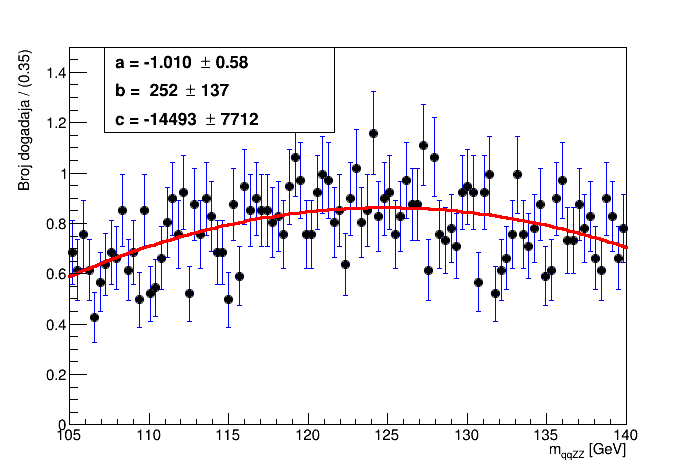 a = -1.010 ± 0.58
b = 252 ± 137
c = -14493 ± 7712
Broj dogadaja / (0.35)
1.4
1.2
1
0.8
0.6
0.4
0.2
0
105 110 115 120 125 130 135 140
m_qqZZ [GeV]